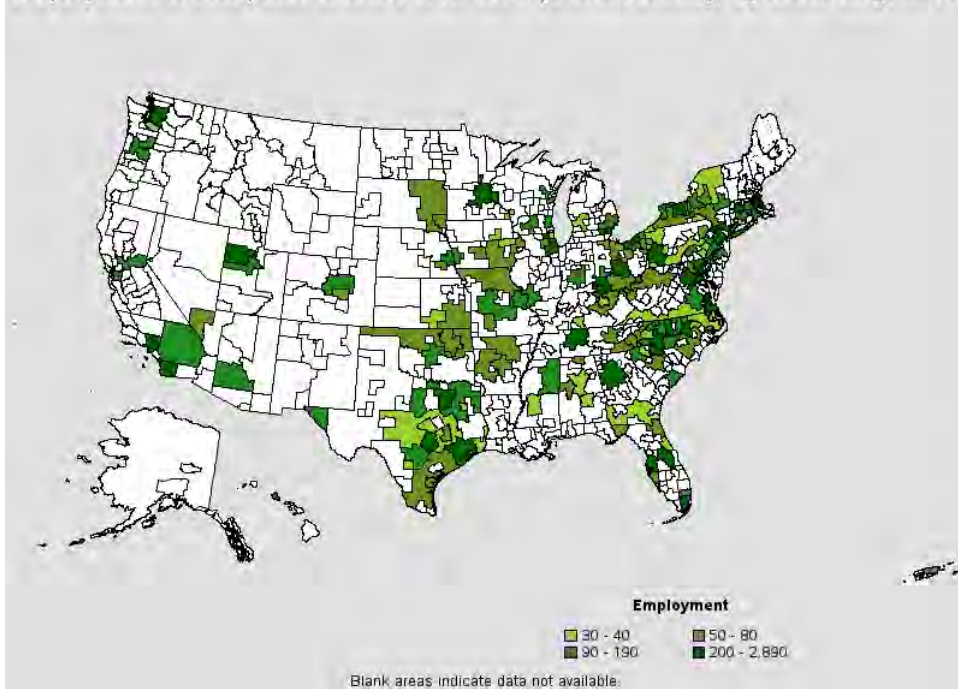 Employment
30 - 40
50 - 80
90 - 190
200 - 2,890
Blank areas indicate data not available.